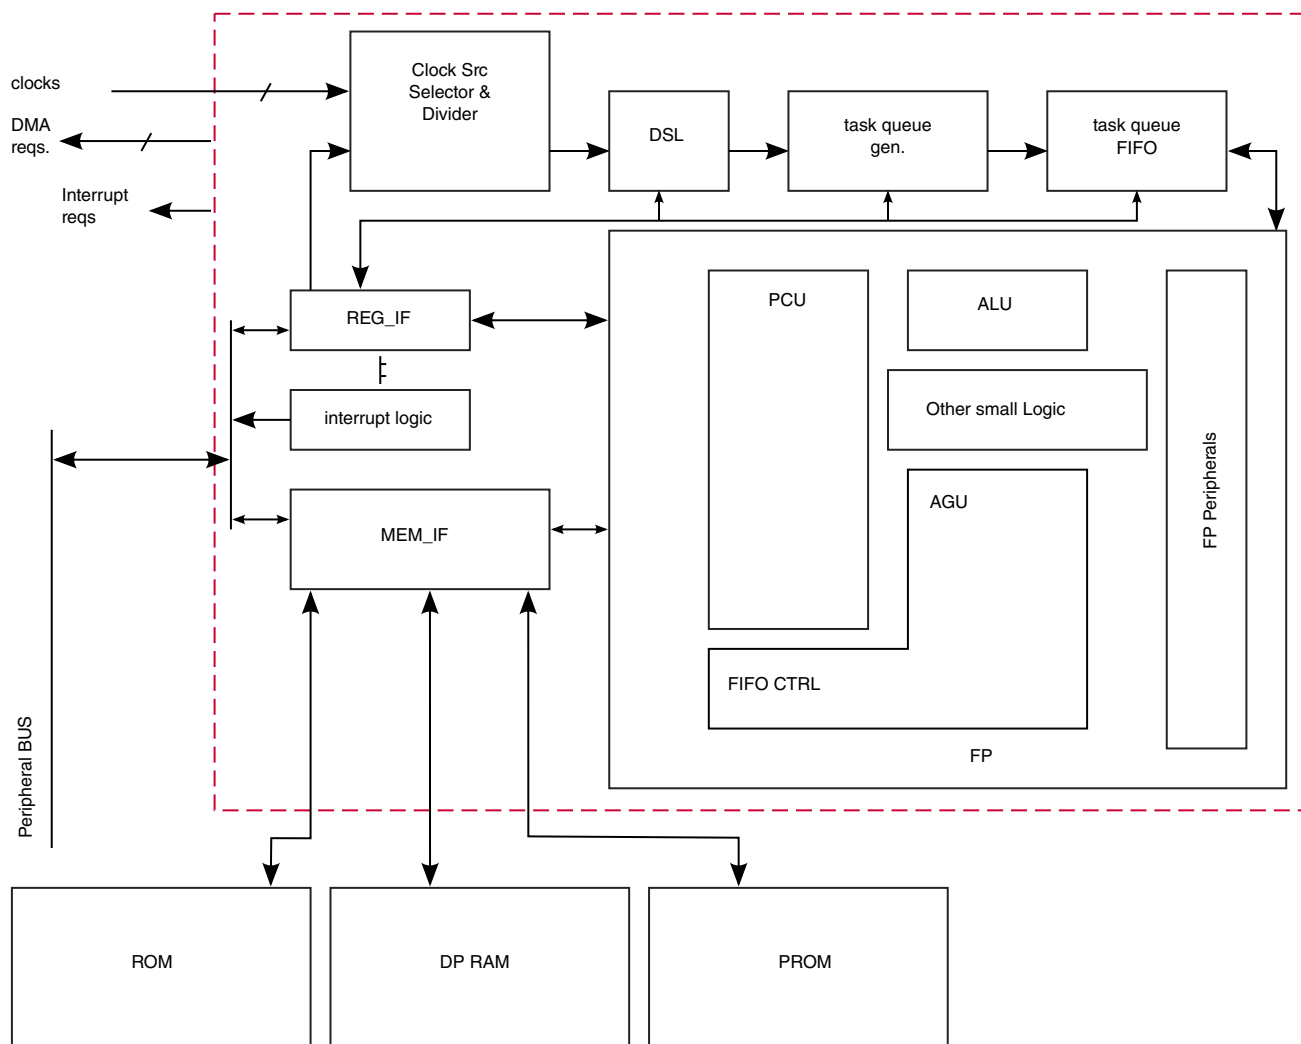 clocks
DMA
reqs.
Interrupt
reqs
Clock Src
Selector &
Divider
DSL
task queue
gen.
task queue
FIFO
REG_IF
interrupt logic
MEM_IF
PCU
ALU
Other small Logic
AGU
FIFO CTRL
FP Peripherals
FP
Peripheral BUS
ROM
DP RAM
PROM